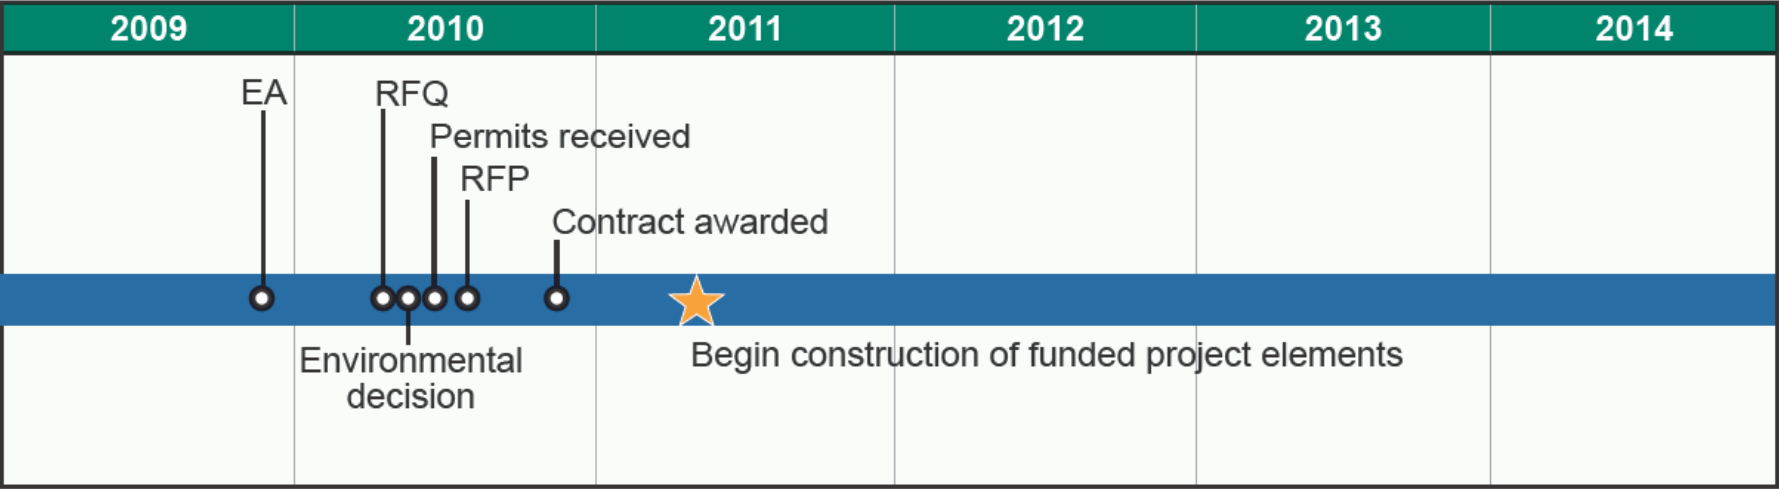 2009 2010 2011 2012 2013 2014
EA
RFQ
Permits received
RFP
Contract awarded
Environmental
decision
Begin construction of funded project elements